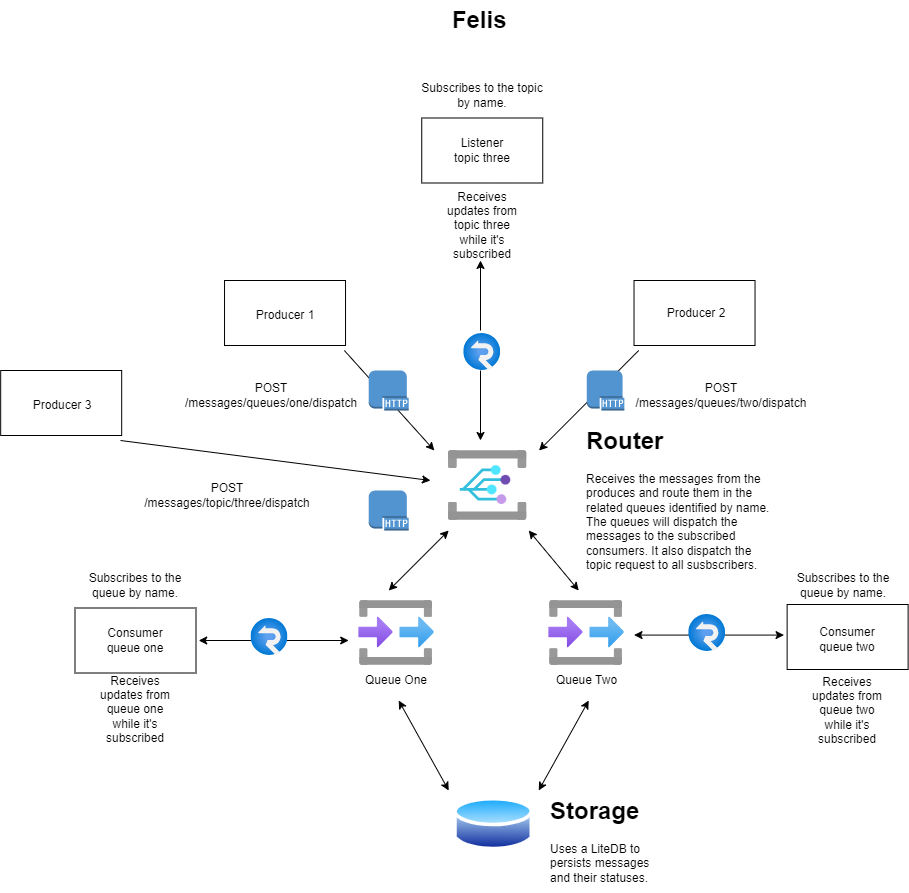 Felis
Subscribes to the topic
by name.
Listener
topic three
Receives
updates from
topic three
while it's
subscribed
Producer 1
Producer 2
Producer 3
POST
/messages/queues/one/dispatch
HTTP
HTTP
POST
/messages/queues/two/dispatch
Router
Receives the messages from the
produces and route them in the
related queues identified by name.
The queues will dispatch the
messages to the subscribed
consumers. It also dispatch the
topic request to all susbscribers.
POST
/messages/topic/three/dispatch
HTTP
Subscribes to the
queue by name.
Consumer
queue one
Receives
updates from
queue one
while it's
subscribed
Queue One
Queue Two
Subscribes to the
queue by name.
Consumer
queue two
Receives
updates from
queue two
while it's
subscribed
Storage
Uses a LiteDB to
persists messages
and their statuses.